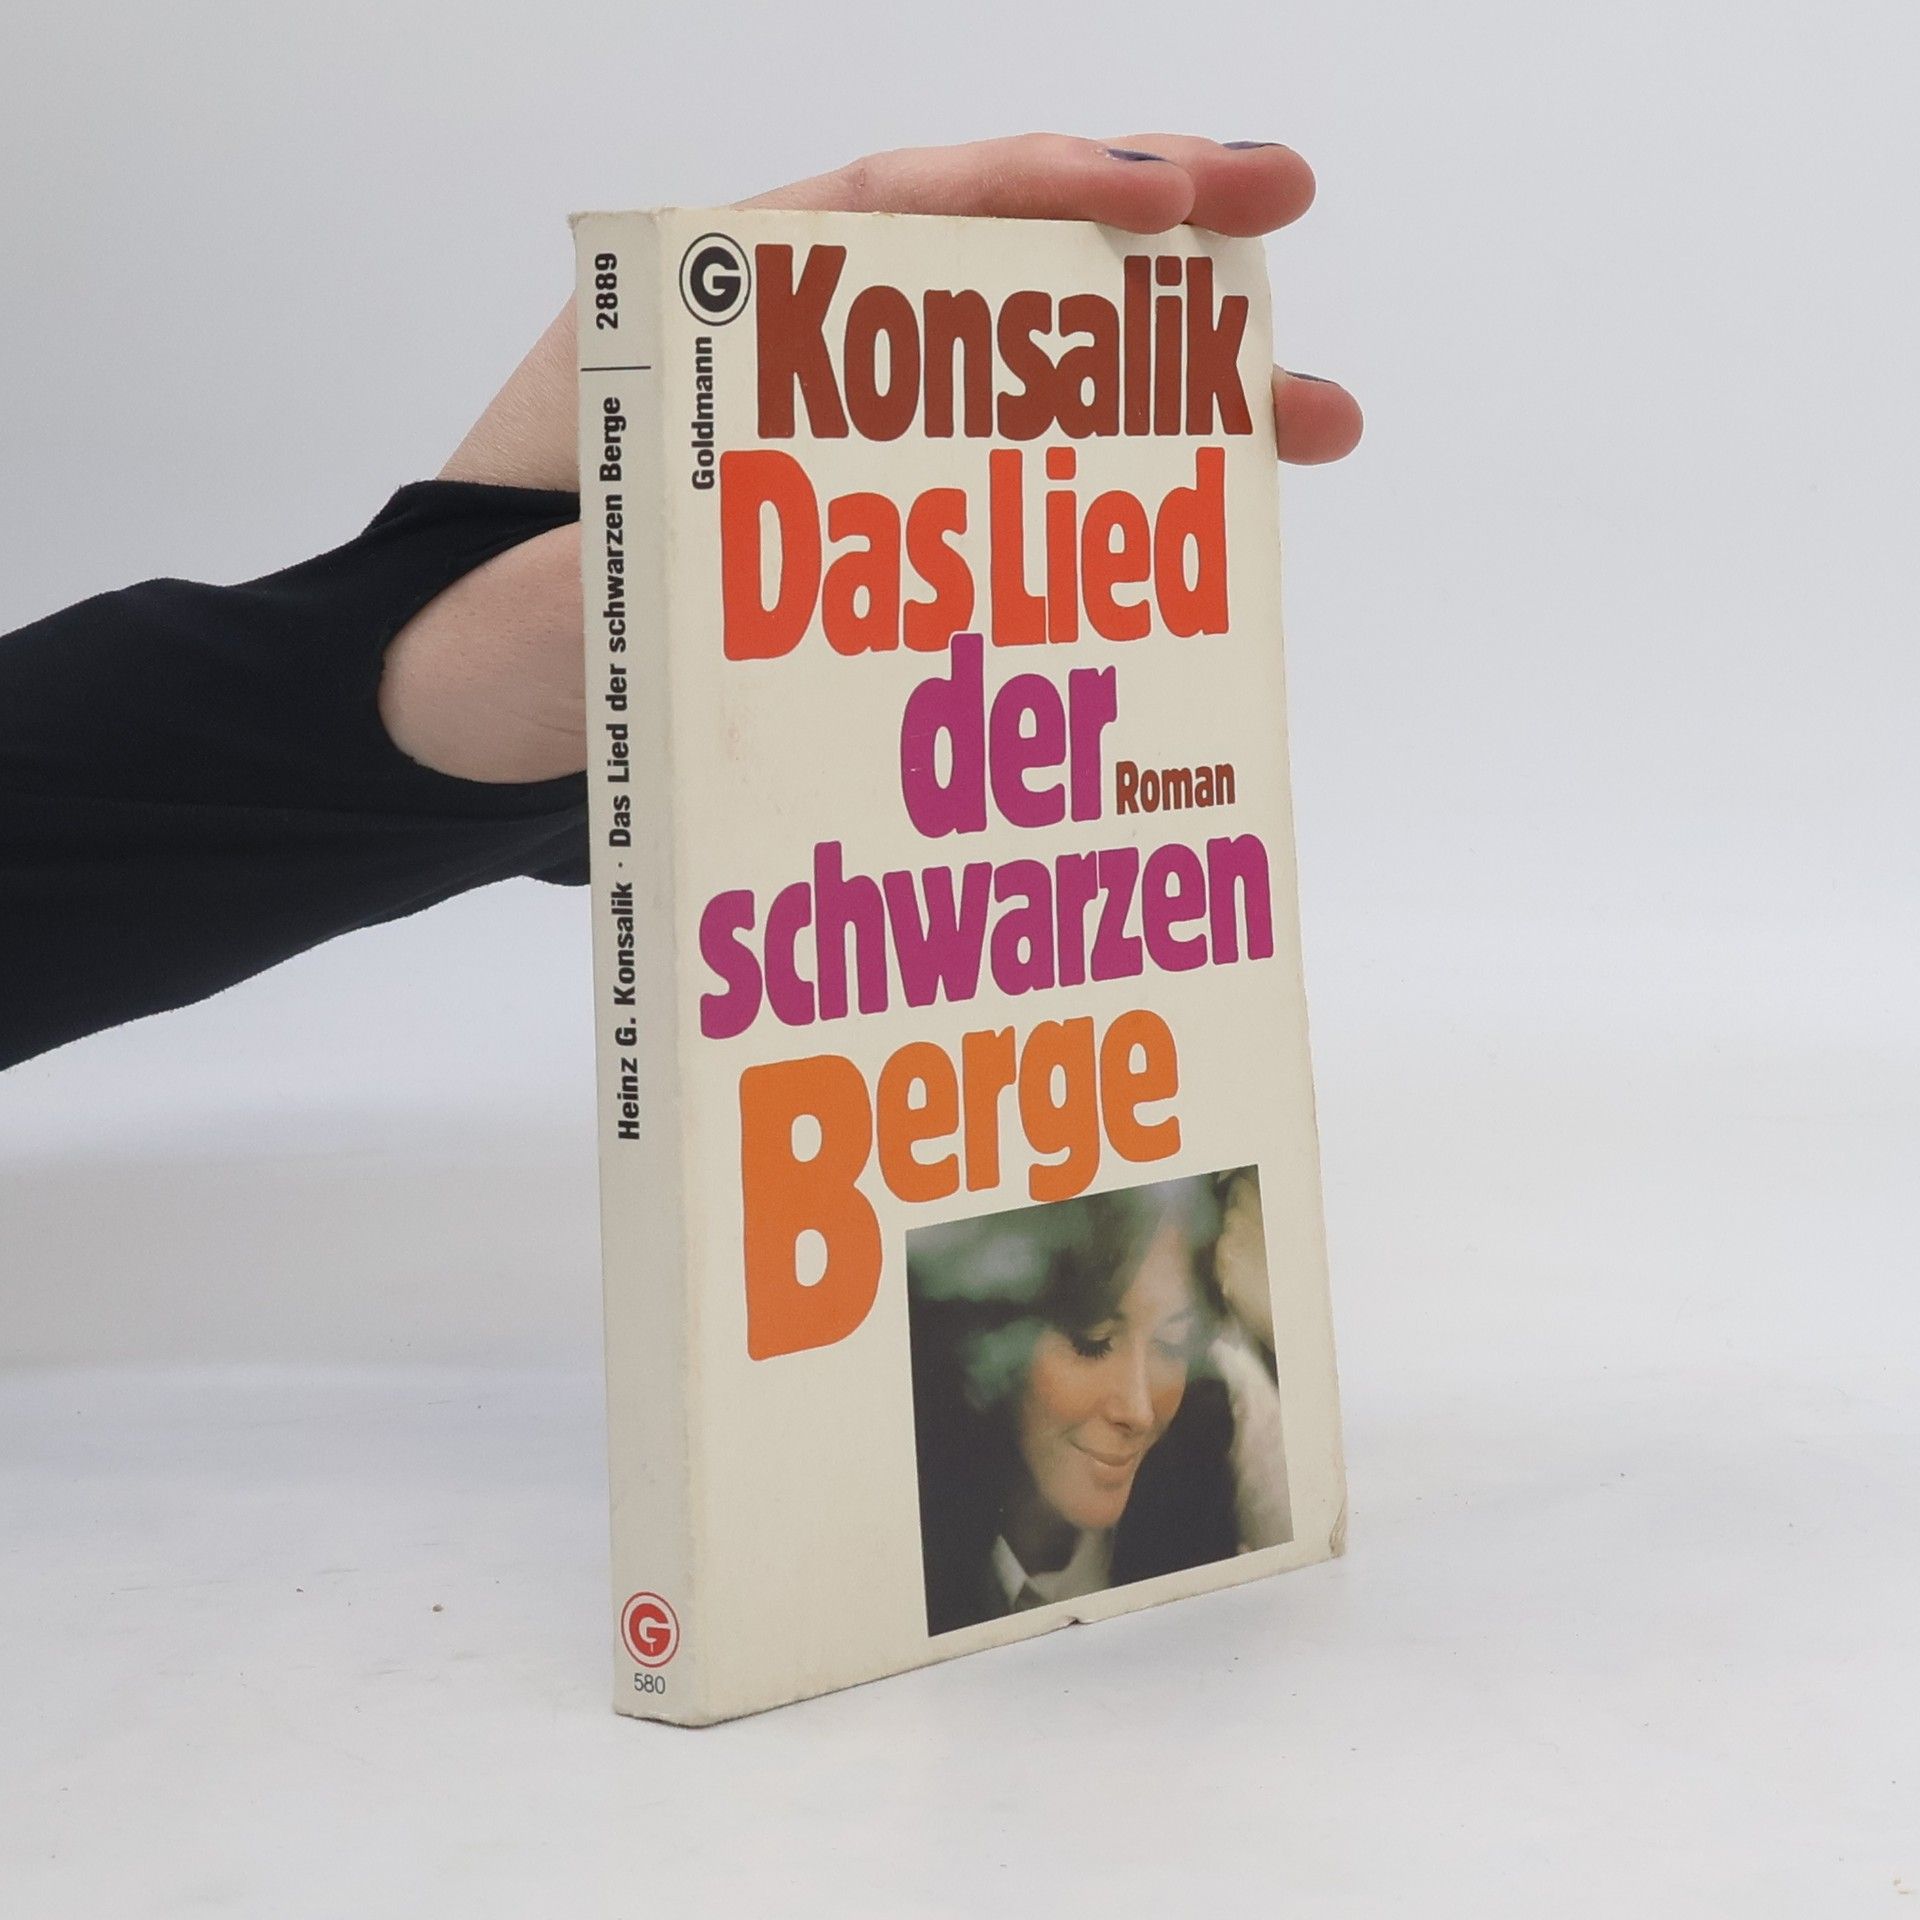 2889
Heinz G. Konsalik · Das Lied der schwarzen Berge
G
580
G
Goldmann
Konsalik
Das Lied
der
Roman
schwarzen
Berge